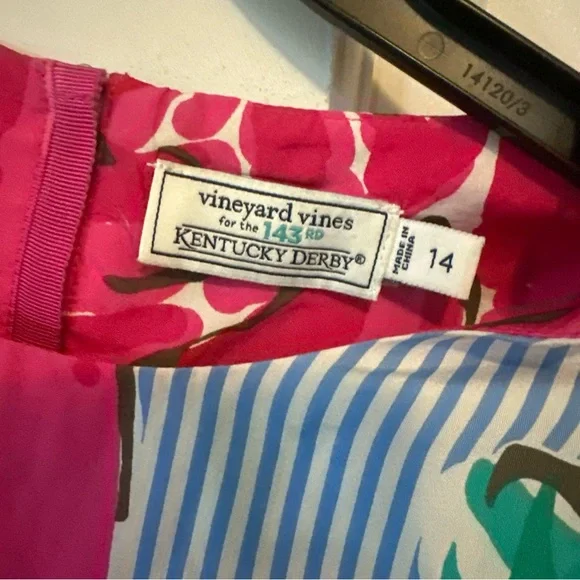 14120/3
vineyard vines
for the 143RD
KENTUCKY DERBY®
MADE IN
CHINA
14